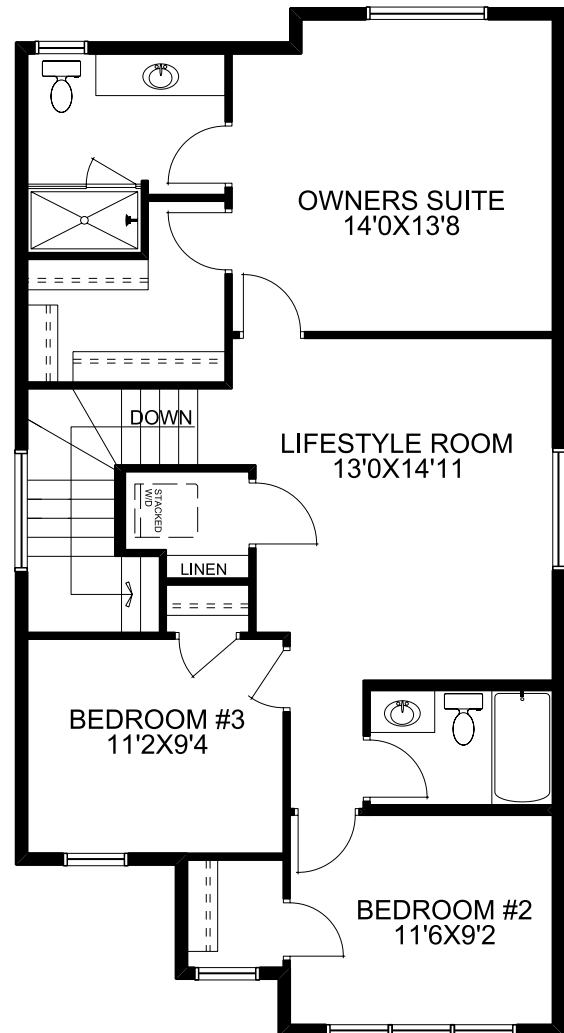 OWNERS SUITE
14'0X13'8
DOWN
LIFESTYLE ROOM
13'0X14'11
STACKED
W/D
LINEN
BEDROOM #3
11'2X9'4
BEDROOM #2
11'6X9'2